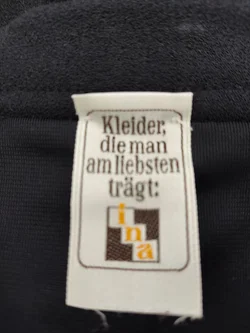 Kleider,
die man
am liebsten
trägt:
ina